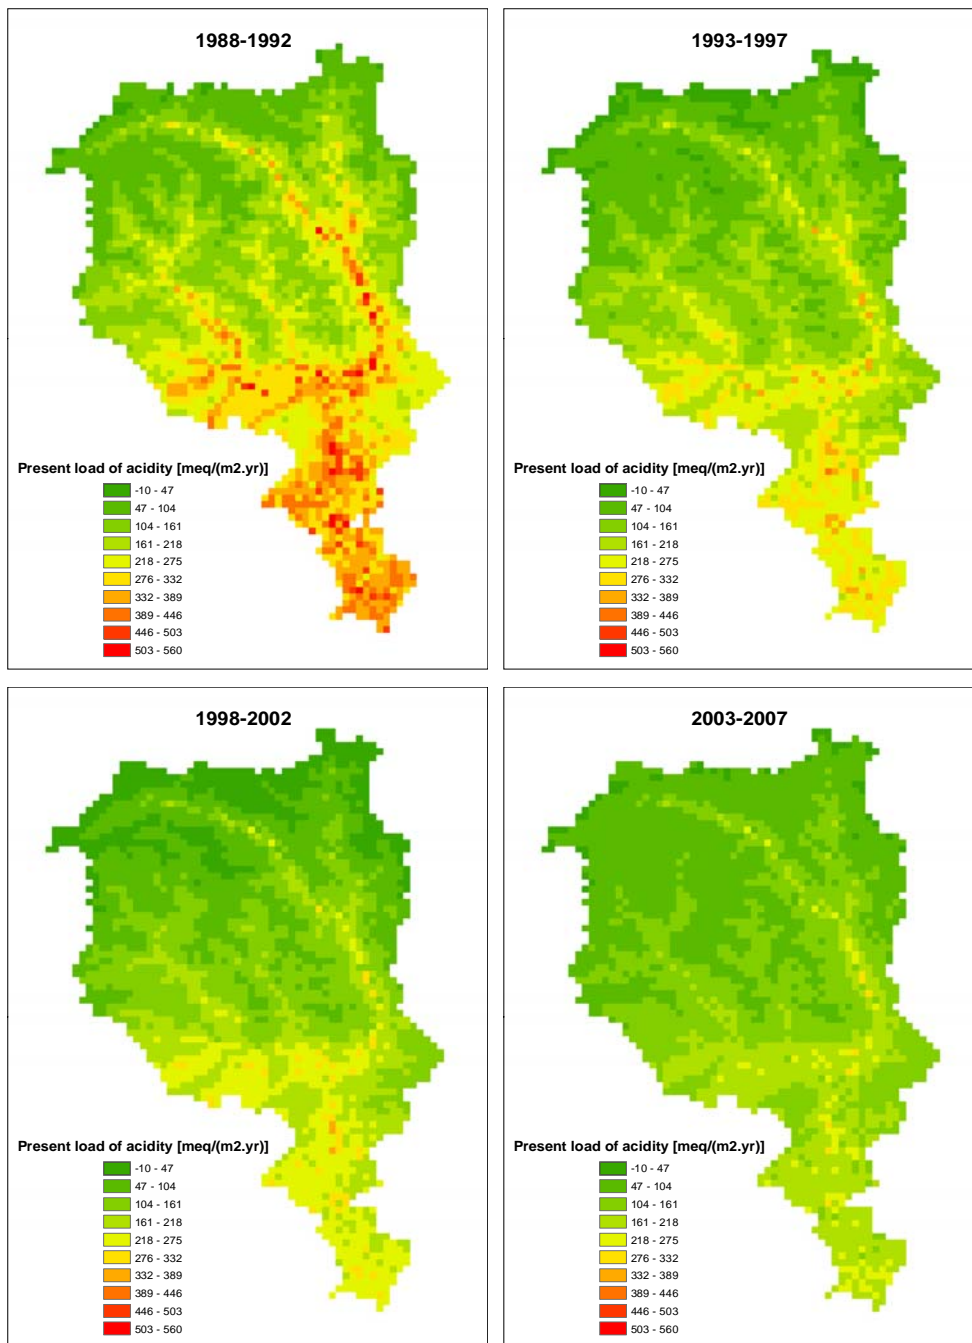 1988-1992
Present load of acidity [meq/(m2.yr)]
-10 - 47
47 - 104
104 - 161
161 - 218
218 - 275
276 - 332
332 - 389
389 - 446
446 - 503
503 - 560
1993-1997
Present load of acidity [meq/(m2.yr)]
-10 - 47
47 - 104
104 - 161
161 - 218
218 - 275
276 - 332
332 - 389
389 - 446
446 - 503
503 - 560
1998-2002
Present load of acidity [meq/(m2.yr)]
-10 - 47
47 - 104
104 - 161
161 - 218
218 - 275
276 - 332
332 - 389
389 - 446
446 - 503
503 - 560
2003-2007
Present load of acidity [meq/(m2.yr)]
-10 - 47
47 - 104
104 - 161
161 - 218
218 - 275
276 - 332
332 - 389
389 - 446
446 - 503
503 - 560